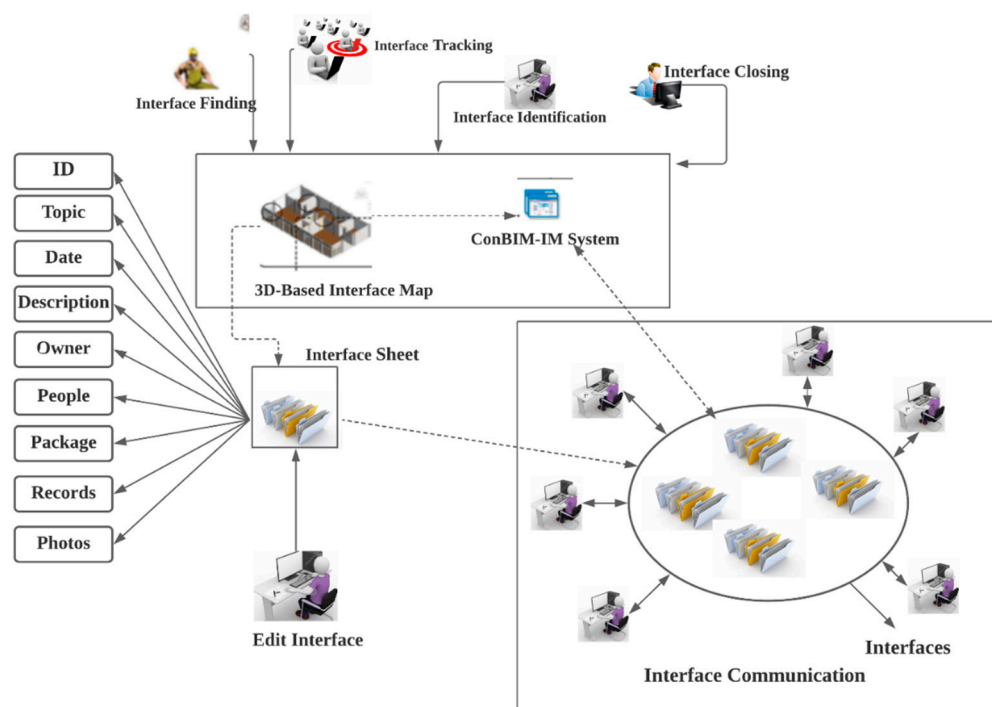 Interface Tracking
Interface Finding
Interface Closing
Interface Identification
ID
Topic
Date
Description
Owner
People
Package
Records
Photos
ConBIM-IM System
3D-Based Interface Map
Interface Sheet
Edit Interface
Interfaces
Interface Communication